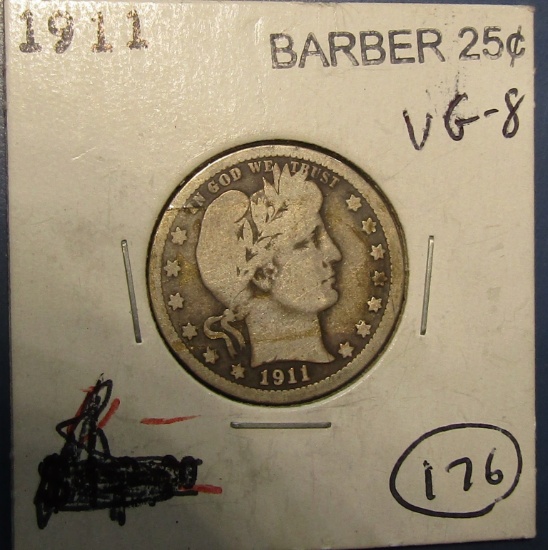 1911
BARBER 25¢
VG-8
IN GOD WE TRUST
1911
176